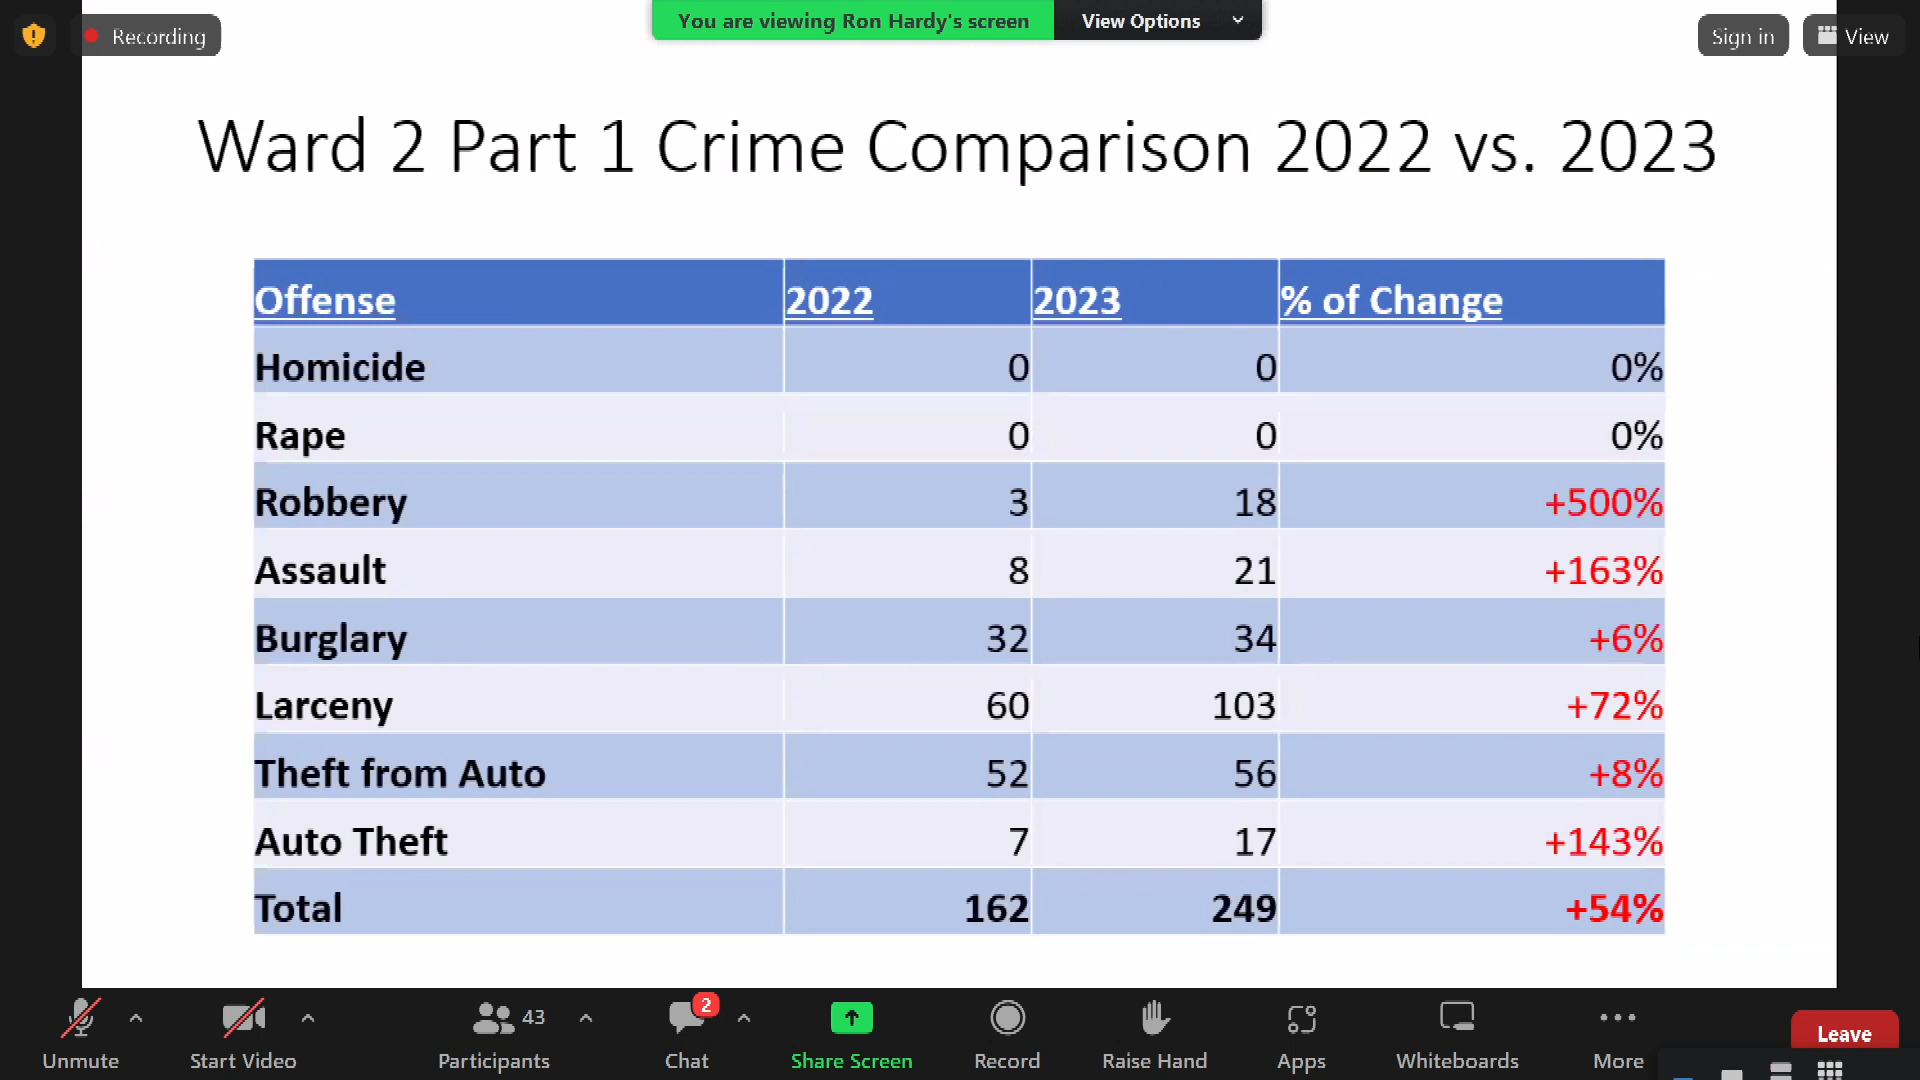 You are viewing Ron Hardy's screen View Options
Recording
Sign in View
Ward 2 Part 1 Crime Comparison 2022 vs. 2023
Offense 2022 2023 % of Change
Homicide 0 0 0%
Rape 0 0 0%
Robbery 3 18 +500%
Assault 8 21 +163%
Burglary 32 34 +6%
Larceny 60 103 +72%
Theft from Auto 52 56 +8%
Auto Theft 7 17 +143%
Total 162 249 +54%
43 2
Unmute Start Video Participants Chat Share Screen Record Raise Hand Apps Whiteboards More Leave